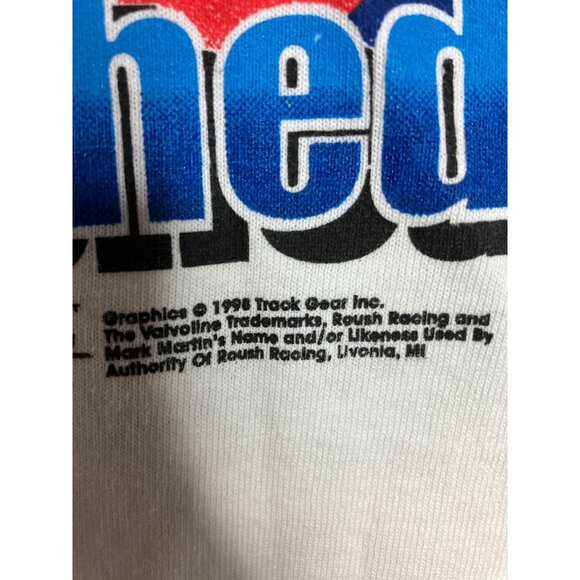 hed
Graphics © 1998 Track Gear Inc.
The Valvoline Trademarks, Roush Racing and
Mark Martin's Name and/or Likeness Used By
Authority Of Roush Racing, Livonia, MI